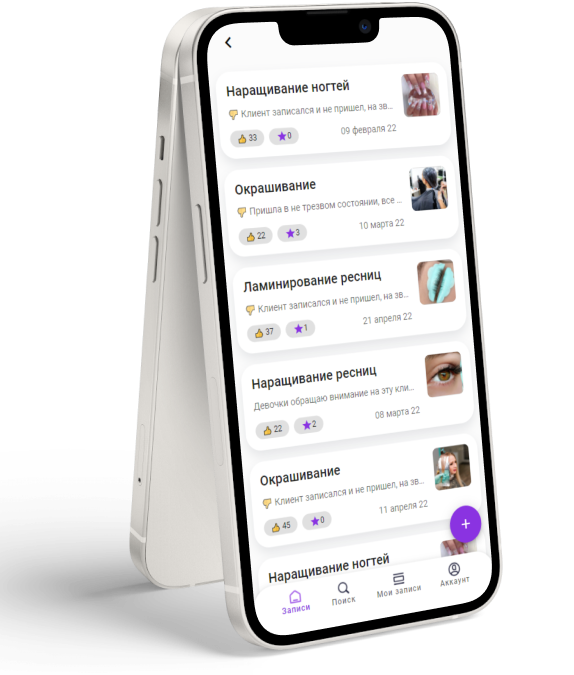 Наращивание ногтей
Клиент записался и не пришел, на зв...
33 0 09 февраля 22
Окрашивание
Пришла в не трезвом состоянии, все ...
22 3 10 марта 22
Ламинирование ресниц
Клиент записался и не пришел, на зв...
37 1 21 апреля 22
Наращивание ресниц
Девочки обращаю внимание на эту кли...
22 2 08 марта 22
Окрашивание
Клиент записался и не пришел, на зв...
45 0 11 апреля 22
+
Наращивание ногтей
Записи Поиск Мои записи Аккаунт